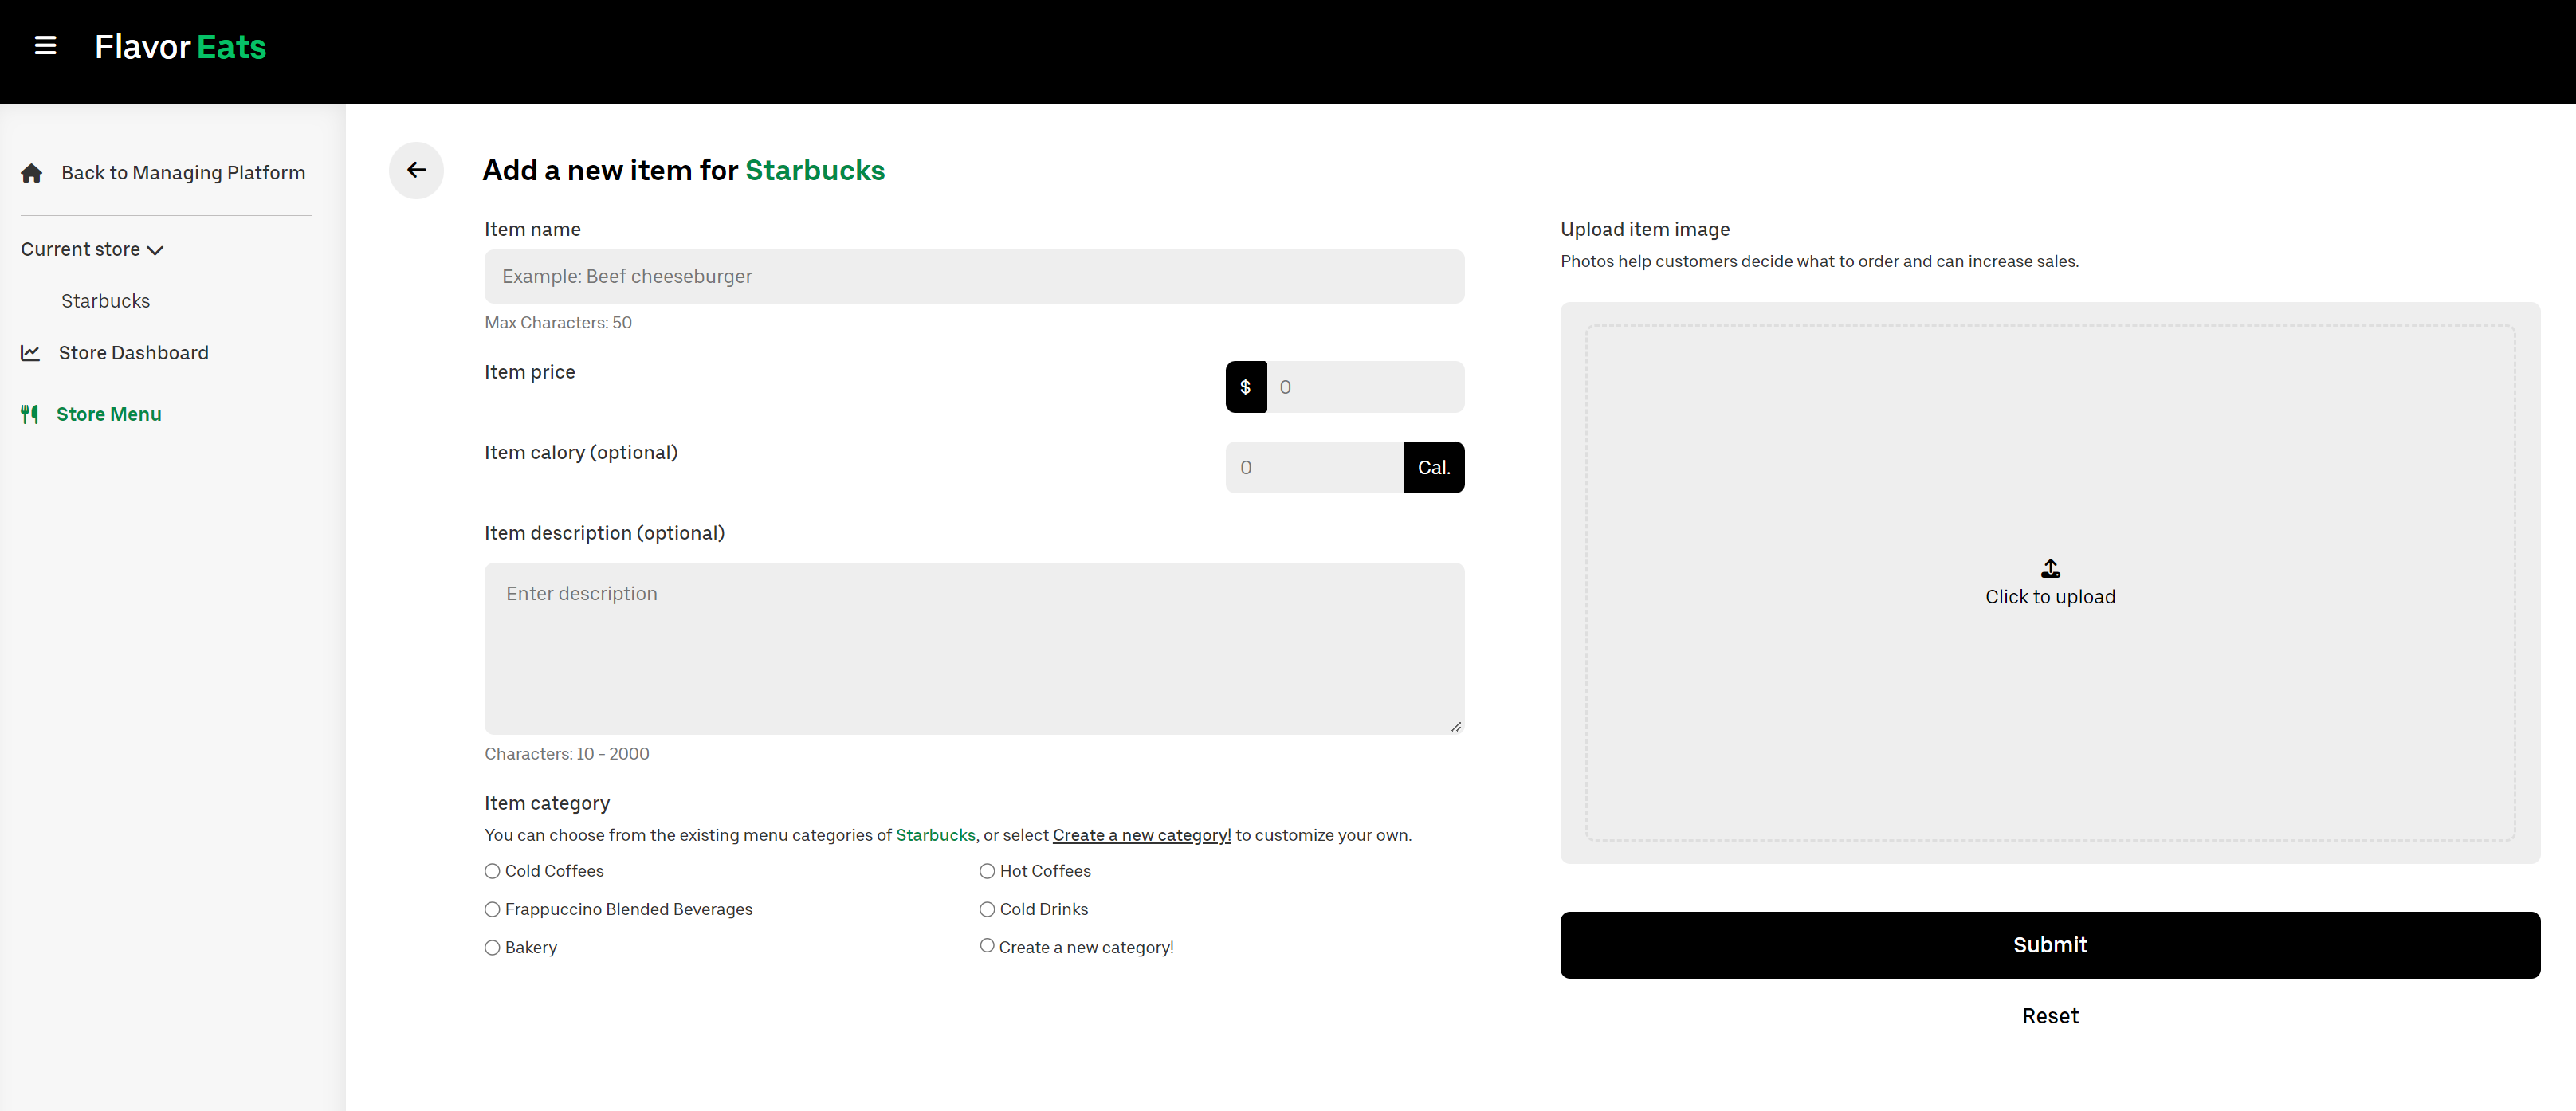 Flavor Eats
Back to Managing Platform
Current store
Starbucks
Store Dashboard
Store Menu
Add a new item for Starbucks
Item name
Example: Beef cheeseburger
Max Characters: 50
Item price
$ 0
Item calory (optional)
0 Cal.
Item description (optional)
Enter description
Characters: 10 - 2000
Item category
You can choose from the existing menu categories of Starbucks, or select Create a new category! to customize your own.
Cold Coffees
Hot Coffees
Frappuccino Blended Beverages
Cold Drinks
Bakery
Create a new category!
Upload item image
Photos help customers decide what to order and can increase sales.
Click to upload
Submit
Reset